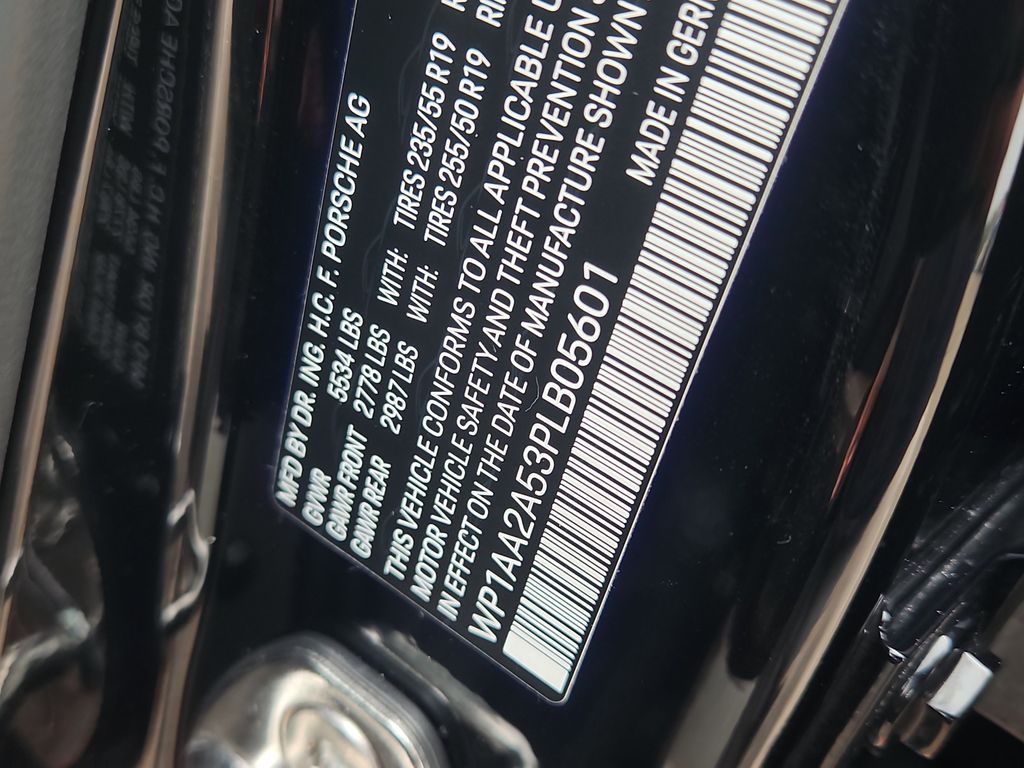 MFD BY DR. ING. H.C. F. PORSCHE AG
GVWR 5534 LBS
GAWR FRONT 2778 LBS WITH: TIRES 235/55 R19
GAWR REAR 2987 LBS WITH: TIRES 255/50 R19
THIS VEHICLE CONFORMS TO ALL APPLICABLE
MOTOR VEHICLE SAFETY AND THEFT PREVENTION
IN EFFECT ON THE DATE OF MANUFACTURE SHOWN
MADE IN GER
WP1AA2A53PLB05601